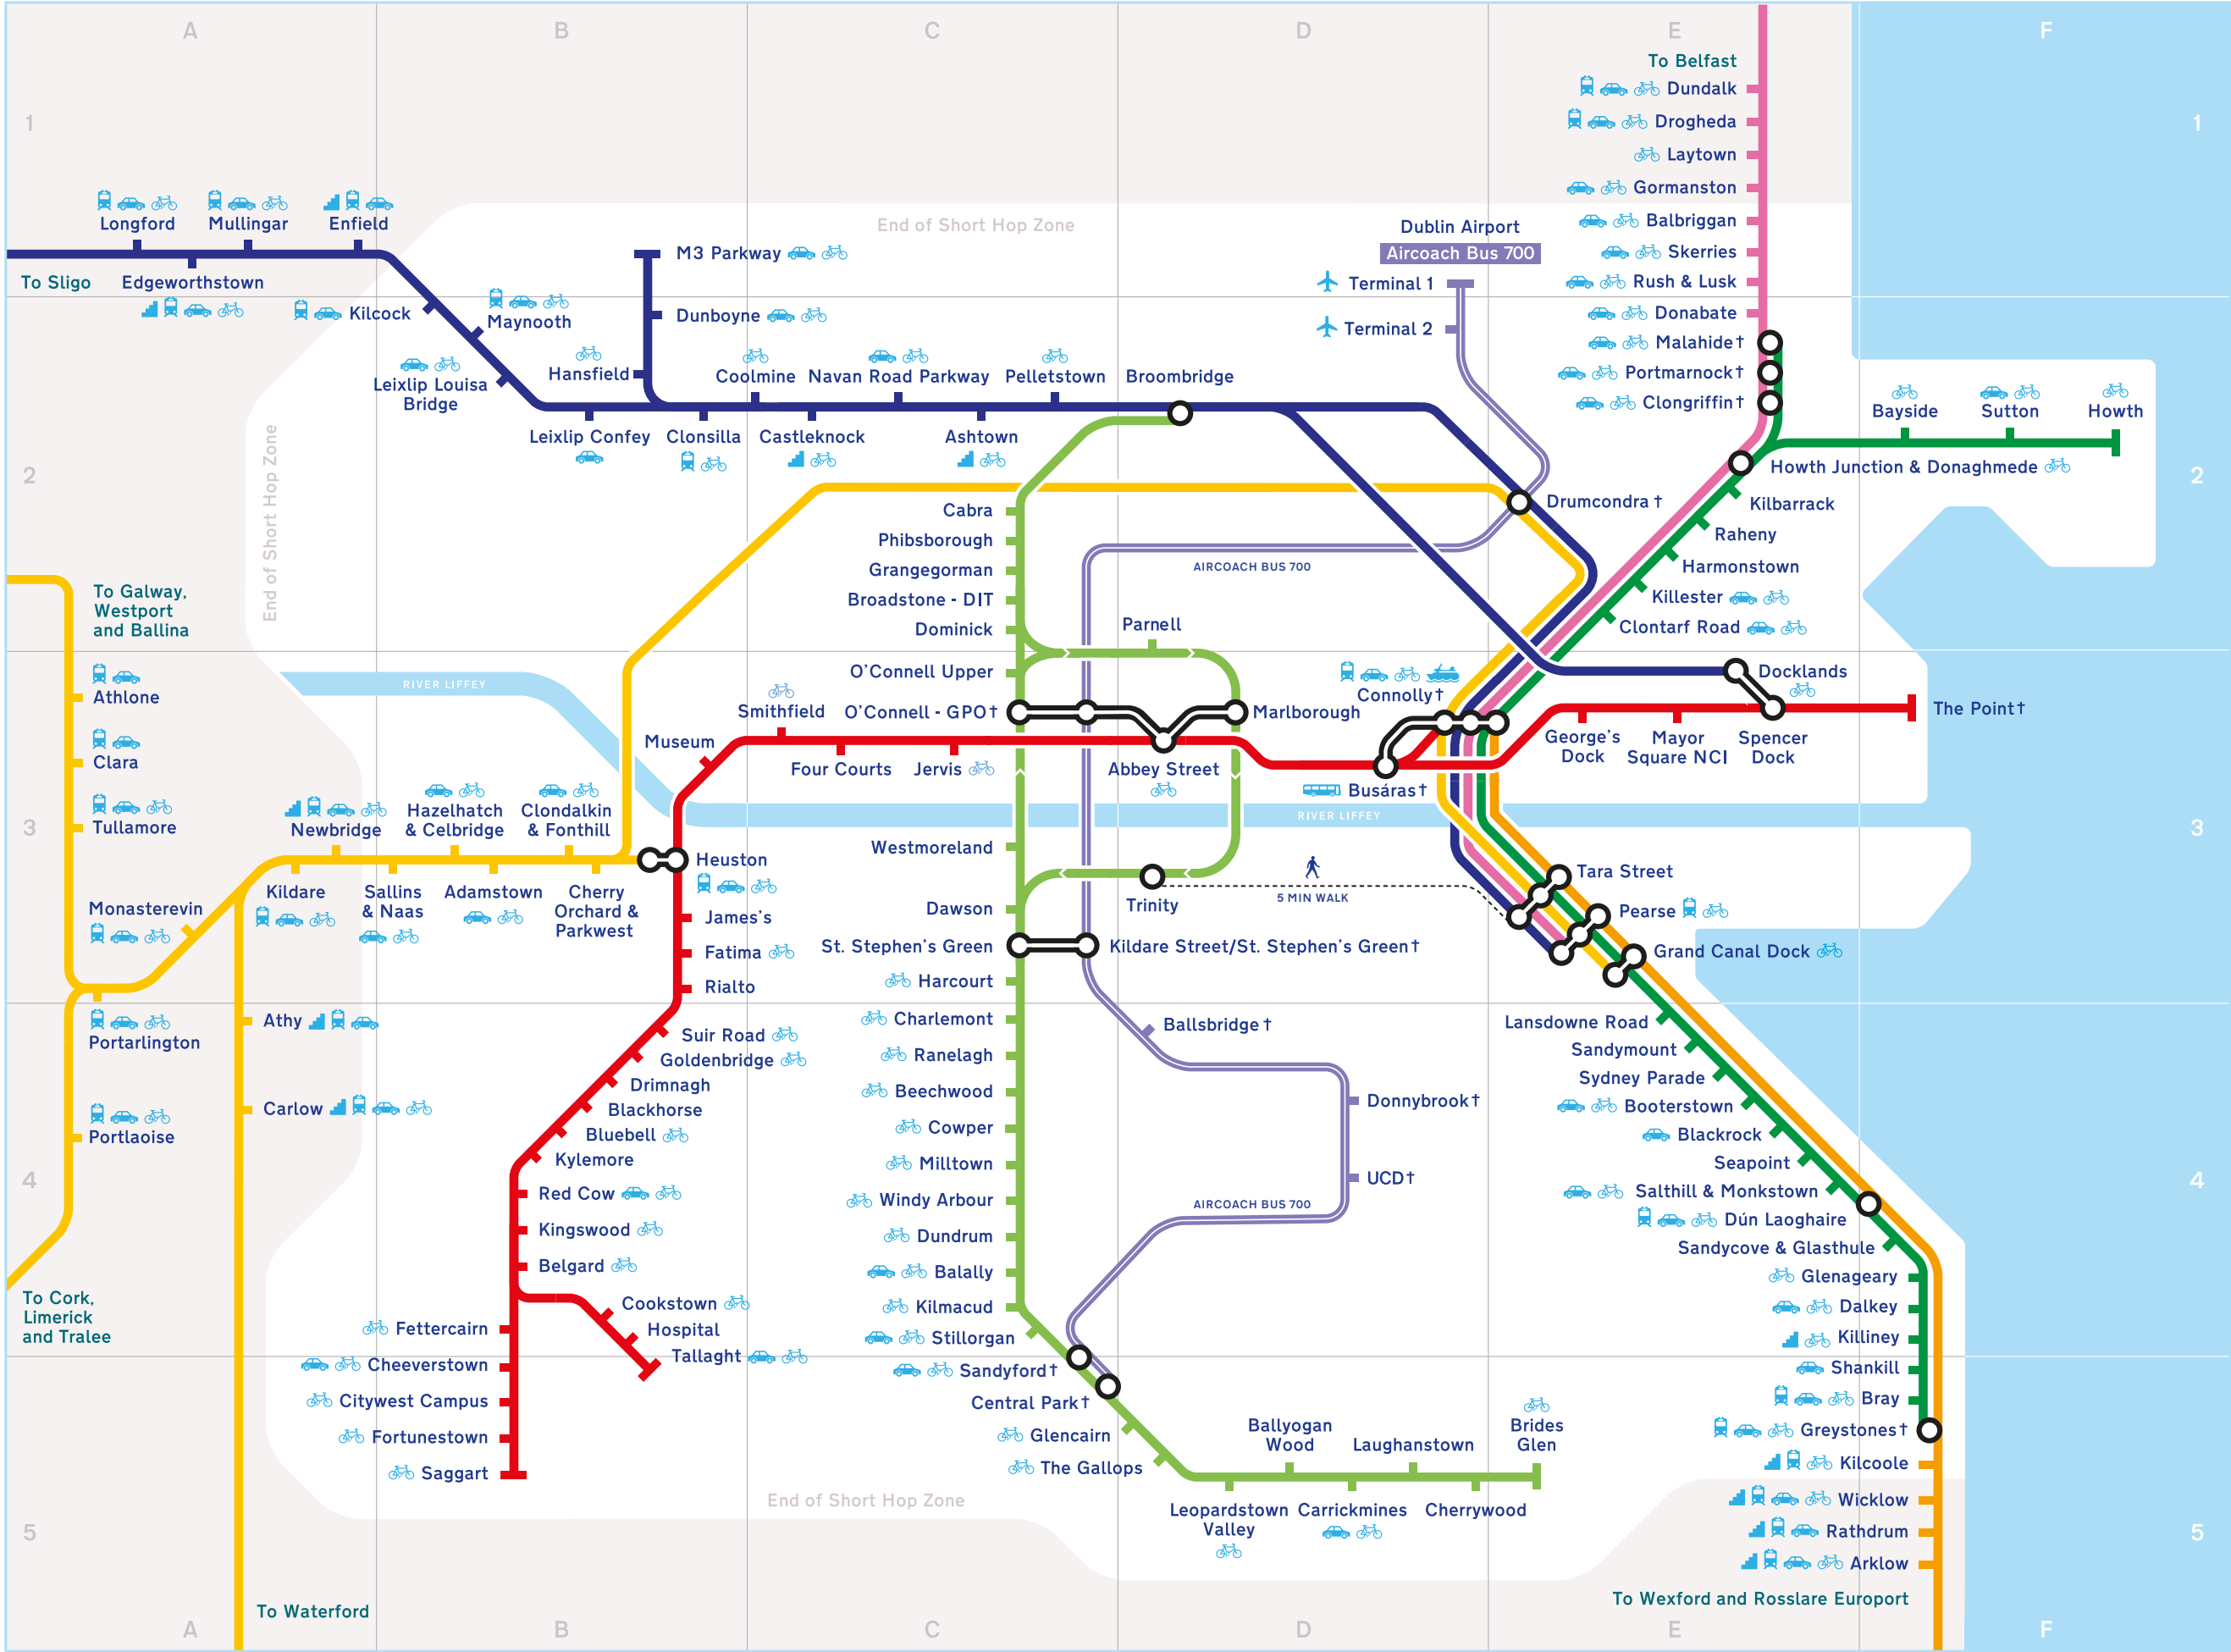 A
B
C
D
E
F
1
1
To Belfast
Dundalk
Drogheda
Laytown
Gormanston
Balbriggan
Skerries
Rush & Lusk
Donabate
Malahide†
Portmarnock†
Clongriffin†
Longford
Mullingar
Enfield
To Sligo
Edgeworthstown
Kilcock
Maynooth
Leixlip Louisa
Bridge
End of Short Hop Zone
M3 Parkway
Dunboyne
Hansfield
Coolmine
Navan Road Parkway
Pelletstown
Broombridge
Leixlip Confey
Clonsilla
Castleknock
Ashtown
Dublin Airport
Aircoach Bus 700
Terminal 1
Terminal 2
Bayside
Sutton
Howth
Howth Junction & Donaghmede
2
2
End of Short Hop Zone
Drumcondra †
Kilbarrack
Raheny
Harmonstown
Killester
Clontarf Road
Cabra
Phibsborough
Grangegorman
Broadstone - DIT
Dominick
AIRCOACH BUS 700
Parnell
O'Connell Upper
O'Connell - GPO†
Marlborough
To Galway,
Westport
and Ballina
Athlone
Clara
Tullamore
RIVER LIFFEY
Museum
Smithfield
Four Courts
Jervis
Abbey Street
Connolly†
Busáras†
Docklands
The Point†
George's
Dock
Mayor
Square NCI
Spencer
Dock
RIVER LIFFEY
3
3
Newbridge
Hazelhatch
& Celbridge
Clondalkin
& Fonthill
Heuston
Kildare
Sallins
& Naas
Adamstown
Cherry
Orchard &
Parkwest
Monasterevin
Westmoreland
Trinity
5 MIN WALK
Tara Street
Pearse
Grand Canal Dock
Dawson
St. Stephen's Green
Kildare Street/St. Stephen's Green†
James's
Fatima
Rialto
Harcourt
Charlemont
Ranelagh
Beechwood
Cowper
Milltown
Windy Arbour
Dundrum
Balally
Kilmacud
Stillorgan
Sandyford†
Central Park†
Glencairn
The Gallops
Portarlington
Portlaoise
Athy
Carlow
Suir Road
Goldenbridge
Drimnagh
Blackhorse
Bluebell
Kylemore
Red Cow
Kingswood
Belgard
Ballsbridge †
Donnybrook†
UCD†
AIRCOACH BUS 700
Lansdowne Road
Sandymount
Sydney Parade
Booterstown
Blackrock
Seapoint
Salthill & Monkstown
Dún Laoghaire
Sandycove & Glasthule
Glenageary
Dalkey
Killiney
Shankill
Bray
Greystones†
Kilcoole
Wicklow
Rathdrum
Arklow
4
4
To Cork,
Limerick
and Tralee
Cookstown
Hospital
Tallaght
Fettercairn
Cheeverstown
Citywest Campus
Fortunestown
Saggart
Ballyogan
Wood
Laughanstown
Brides
Glen
Leopardstown
Valley
Carrickmines
Cherrywood
End of Short Hop Zone
5
5
To Waterford
To Wexford and Rosslare Europort
A
B
C
D
E
F